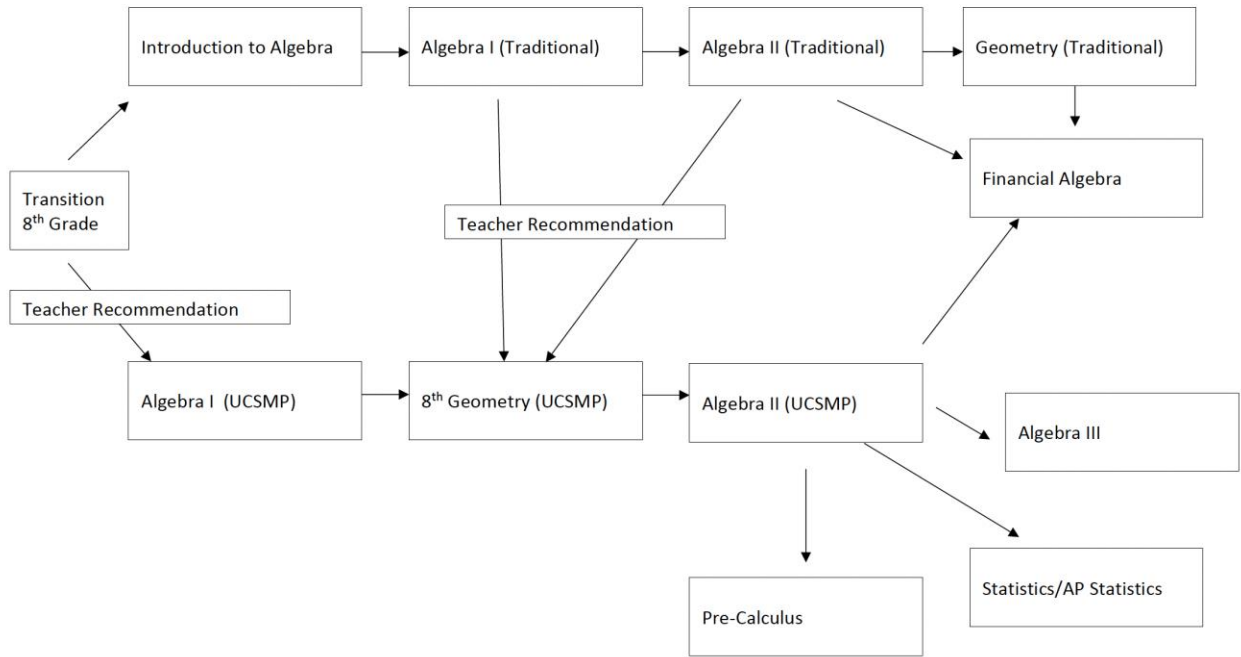 Introduction to Algebra
Algebra I (Traditional)
Algebra II (Traditional)
Geometry (Traditional)
Transition
8th Grade
Financial Algebra
Teacher Recommendation
Teacher Recommendation
Algebra I  (UCSMP)
8th Geometry (UCSMP)
Algebra II (UCSMP)
Algebra III
Statistics/AP Statistics
Pre-Calculus